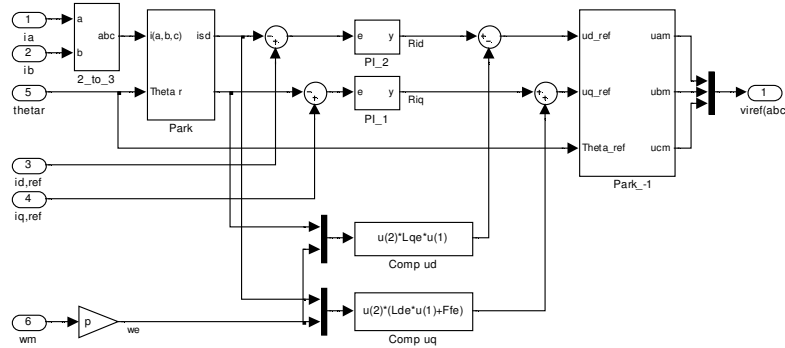 1
ia
2
ib
5
thetar
a
b
abc
2_to_3
i(a,b,c)
Theta r
isd
Park
3
id,ref
4
iq,ref
6
wm
p
we
e
y
PI_2
Rid
e
y
PI_1
Riq
u(2)*Lqe*u(1)
Comp ud
u(2)*(Lde*u(1)+Ffe)
Comp uq
ud_ref
uq_ref
Theta_ref
uam
ubm
ucm
Park_-1
1
viref(abc